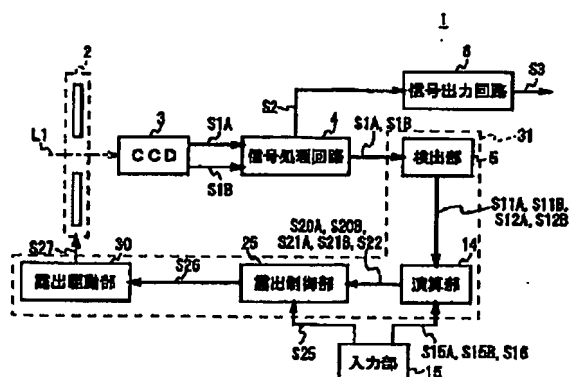 1
2
6
信号出力回路
S3
S2
L1
3
CCD
S1A
S1B
4
信号処理回路
S1A, S1B
31
5
検出部
S11A, S11B,
S12A, S12B
S20A, S20B,
S21A, S21B, S22
S27
30
露出駆動部
S26
25
露出制御部
14
演算部
S25
S15A, S15B, S16
入力部
15